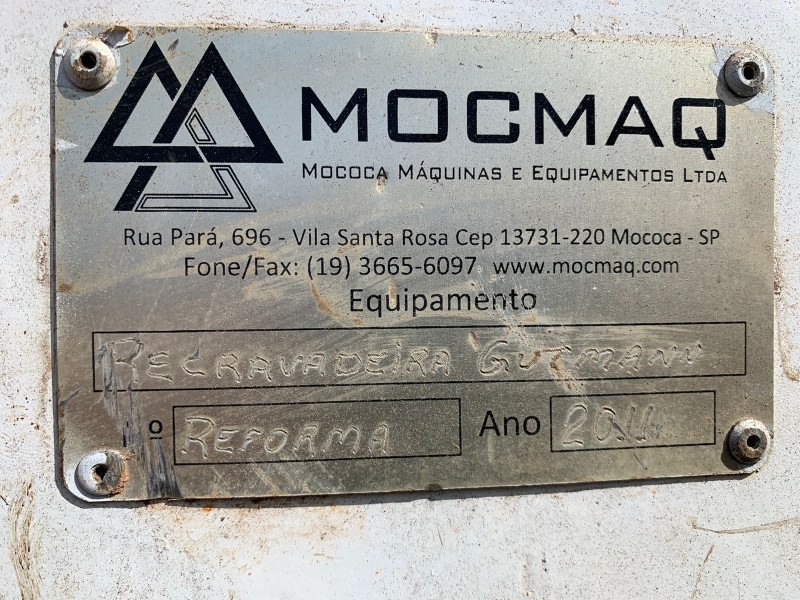 MOCMAQ
MOCOCA MÁQUINAS E EQUIPAMENTOS LTDA
Rua Pará, 696 - Vila Santa Rosa Cep 13731-220 Mococa - SP
Fone/Fax: (19) 3665-6097 www.mocmaq.com
Equipamento
RECRAVADEIRA GUTMANN
º REFORMA Ano 2011